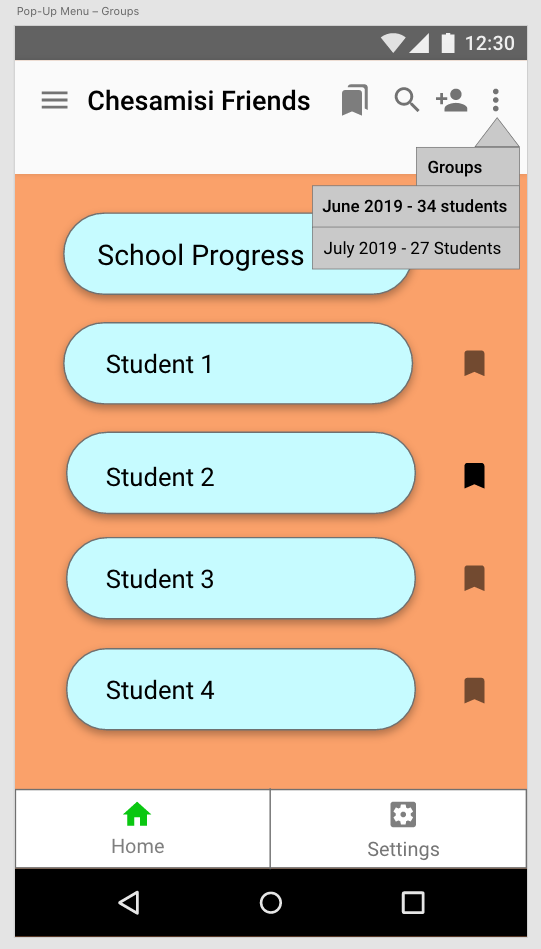 Pop-Up Menu – Groups
12:30
Chesamisi Friends
Groups
June 2019 - 34 students
July 2019 - 27 Students
School Progress
Student 1
Student 2
Student 3
Student 4
Home
Settings